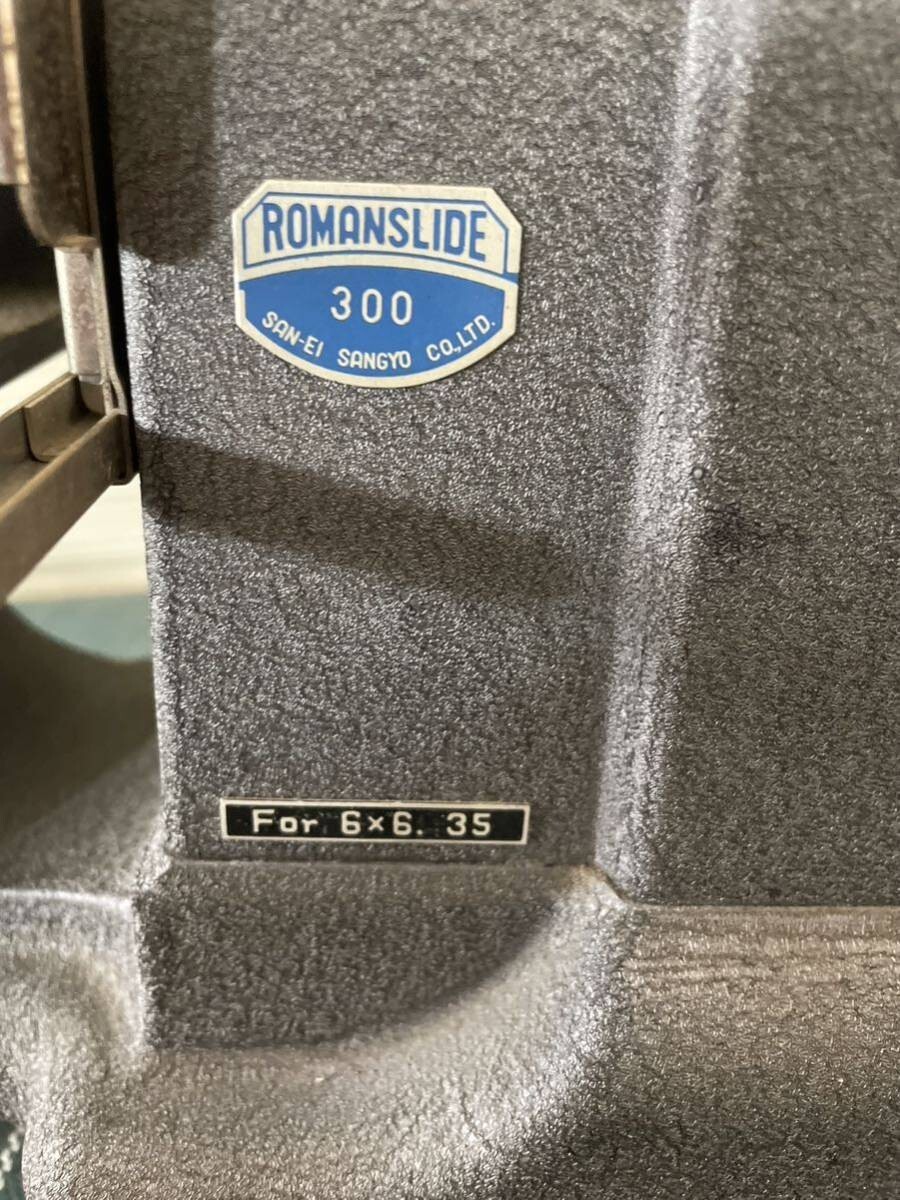 ROMANSLIDE
300
SAN-EI SANGYO CO.,LTD.
For 6×6. 35